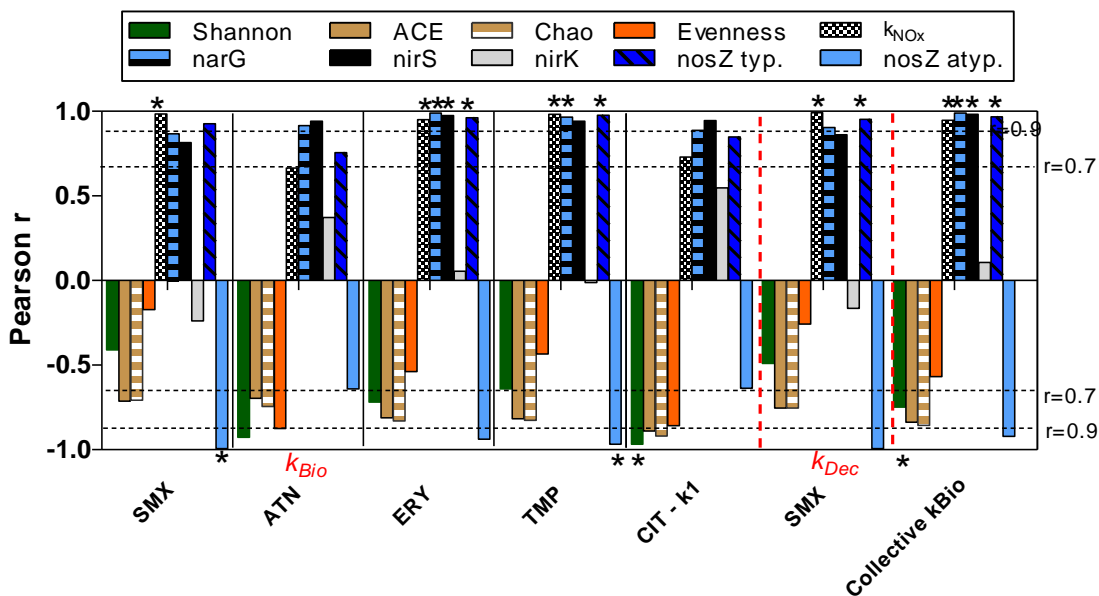 Shannon ACE Chao Evenness kNOx
narG nirS nirK nosZ typ. nosZ atyp.
* * * * * * * * * * * * * *
1.0
r=0.9
r=0.7
0.5
0.0
Pearson r
-0.5
r=0.7
r=0.9
-1.0
* * * *
kBio kDec
SMX ATN ERY TMP CIT - k1 SMX Collective kBio